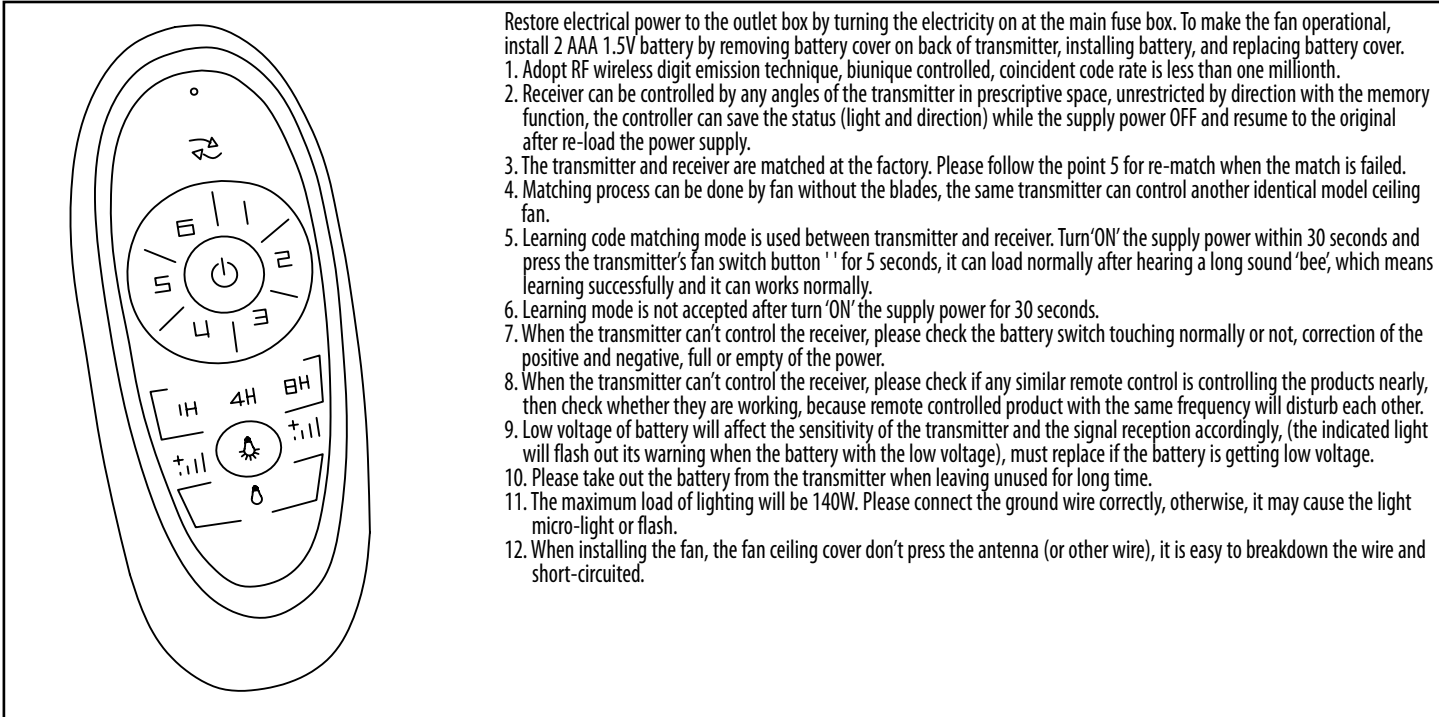 6 1
5 2
4 3
1H 4H 8H
Restore electrical power to the outlet box by turning the electricity on at the main fuse box. To make the fan operational,
install 2 AAA 1.5V battery by removing battery cover on back of transmitter, installing battery, and replacing battery cover.
1. Adopt RF wireless digit emission technique, biunique controlled, coincident code rate is less than one millionth.
2. Receiver can be controlled by any angles of the transmitter in prescriptive space, unrestricted by direction with the memory
function, the controller can save the status (light and direction) while the supply power OFF and resume to the original
after re-load the power supply.
3. The transmitter and receiver are matched at the factory. Please follow the point 5 for re-match when the match is failed.
4. Matching process can be done by fan without the blades, the same transmitter can control another identical model ceiling
fan.
5. Learning code matching mode is used between transmitter and receiver. Turn ‘ON’ the supply power within 30 seconds and
press the transmitter’s fan switch button ' ' for 5 seconds, it can load normally after hearing a long sound ‘bee’, which means
learning successfully and it can works normally.
6. Learning mode is not accepted after turn ‘ON’ the supply power for 30 seconds.
7. When the transmitter can’t control the receiver, please check the battery switch touching normally or not, correction of the
positive and negative, full or empty of the power.
8. When the transmitter can’t control the receiver, please check if any similar remote control is controlling the products nearly,
then check whether they are working, because remote controlled product with the same frequency will disturb each other.
9. Low voltage of battery will affect the sensitivity of the transmitter and the signal reception accordingly, (the indicated light
will flash out its warning when the battery with the low voltage), must replace if the battery is getting low voltage.
10. Please take out the battery from the transmitter when leaving unused for long time.
11. The maximum load of lighting will be 140W. Please connect the ground wire correctly, otherwise, it may cause the light
micro-light or flash.
12. When installing the fan, the fan ceiling cover don’t press the antenna (or other wire), it is easy to breakdown the wire and
short-circuited.